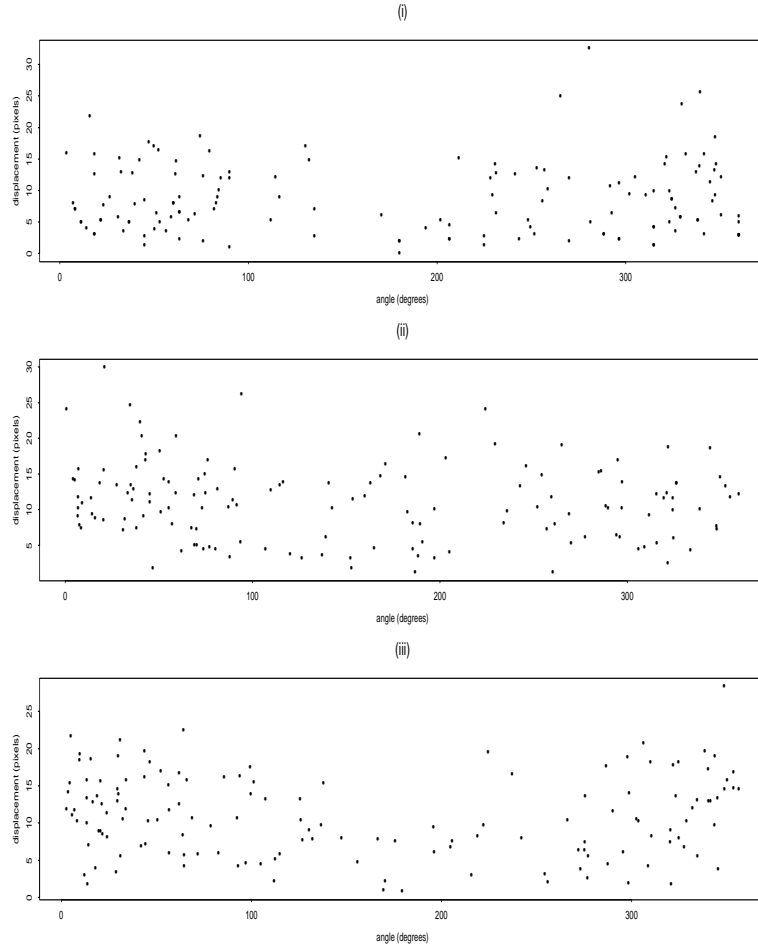 (i)
displacement (pixels)
0 5 10 15 20 25 30
0 100 200 300
angle (degrees)
(ii)
displacement (pixels)
5 10 15 20 25 30
0 100 200 300
angle (degrees)
(iii)
displacement (pixels)
0 5 10 15 20 25
0 100 200 300
angle (degrees)